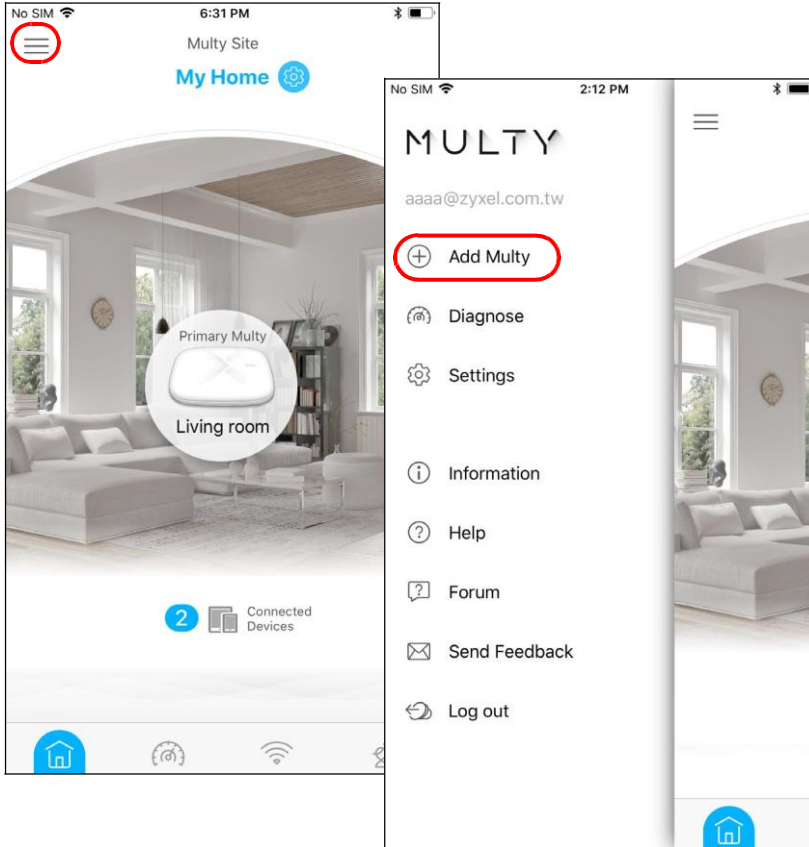 No SIM 6:31 PM
Multy Site
My Home
Primary Multy
Living room
2 Connected
Devices
No SIM 2:12 PM
MULTY
aaaa@zyxel.com.tw
Add Multy
Diagnose
Settings
Information
Help
Forum
Send Feedback
Log out